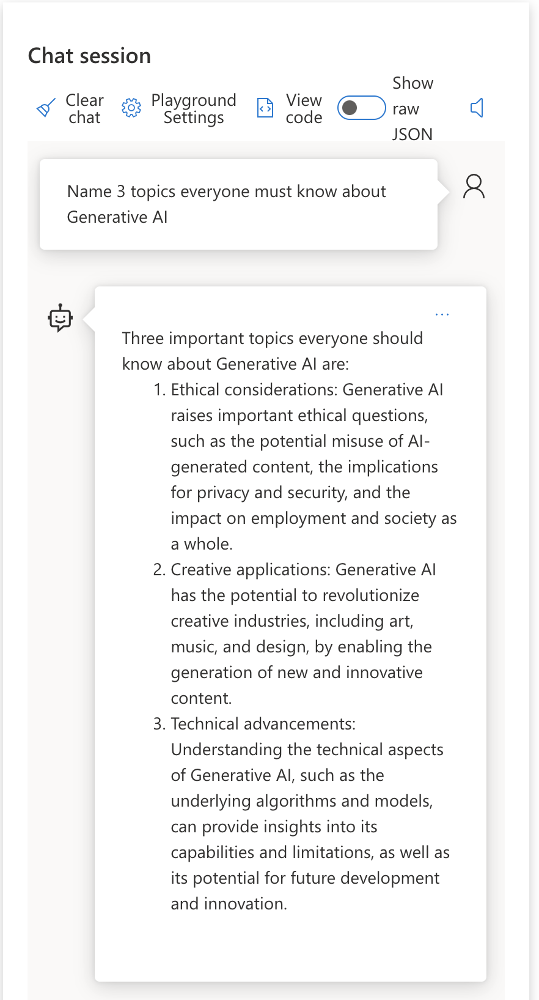 Chat session
Clear
chat
Playground
Settings
View
code
Show
raw
JSON
Name 3 topics everyone must know about
Generative AI
...
Three important topics everyone should
know about Generative AI are:
1. Ethical considerations: Generative AI
raises important ethical questions,
such as the potential misuse of AI-
generated content, the implications
for privacy and security, and the
impact on employment and society as
a whole.
2. Creative applications: Generative AI
has the potential to revolutionize
creative industries, including art,
music, and design, by enabling the
generation of new and innovative
content.
3. Technical advancements:
Understanding the technical aspects
of Generative AI, such as the
underlying algorithms and models,
can provide insights into its
capabilities and limitations, as well as
its potential for future development
and innovation.